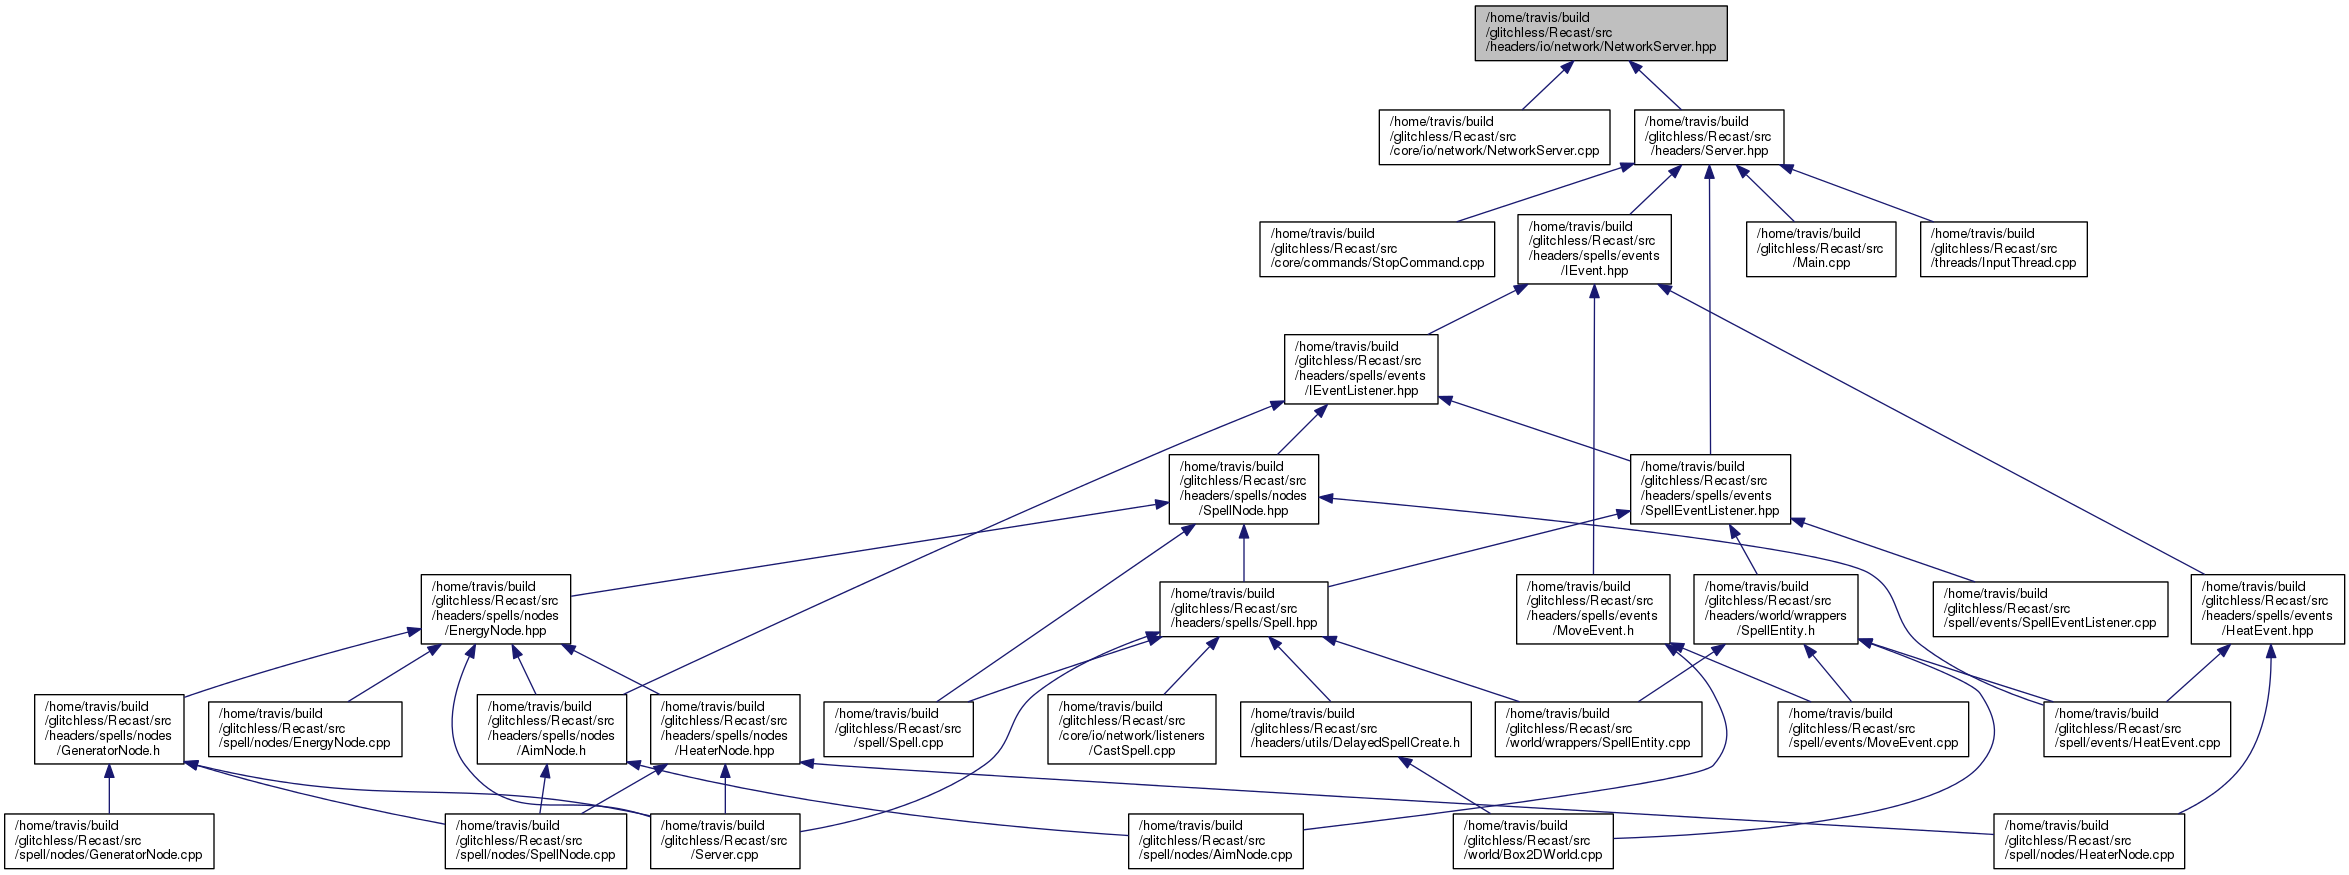 /home/travis/build
/glitchless/Recast/src
/headers/io/network/NetworkServer.hpp
/home/travis/build
/glitchless/Recast/src
/core/io/network/NetworkServer.cpp
/home/travis/build
/glitchless/Recast/src
/headers/Server.hpp
/home/travis/build
/glitchless/Recast/src
/core/commands/StopCommand.cpp
/home/travis/build
/glitchless/Recast/src
/headers/spells/events
/IEvent.hpp
/home/travis/build
/glitchless/Recast/src
/Main.cpp
/home/travis/build
/glitchless/Recast/src
/threads/InputThread.cpp
/home/travis/build
/glitchless/Recast/src
/headers/spells/events
/IEventListener.hpp
/home/travis/build
/glitchless/Recast/src
/headers/spells/nodes
/SpellNode.hpp
/home/travis/build
/glitchless/Recast/src
/headers/spells/events
/SpellEventListener.hpp
/home/travis/build
/glitchless/Recast/src
/headers/spells/nodes
/EnergyNode.hpp
/home/travis/build
/glitchless/Recast/src
/headers/spells/Spell.hpp
/home/travis/build
/glitchless/Recast/src
/headers/spells/events
/MoveEvent.h
/home/travis/build
/glitchless/Recast/src
/headers/world/wrappers
/SpellEntity.h
/home/travis/build
/glitchless/Recast/src
/spell/events/SpellEventListener.cpp
/home/travis/build
/glitchless/Recast/src
/headers/spells/events
/HeatEvent.hpp
/home/travis/build
/glitchless/Recast/src
/headers/spells/nodes
/GeneratorNode.h
/home/travis/build
/glitchless/Recast/src
/spell/nodes/EnergyNode.cpp
/home/travis/build
/glitchless/Recast/src
/headers/spells/nodes
/AimNode.h
/home/travis/build
/glitchless/Recast/src
/headers/spells/nodes
/HeaterNode.hpp
/home/travis/build
/glitchless/Recast/src
/spell/Spell.cpp
/home/travis/build
/glitchless/Recast/src
/core/io/network/listeners
/CastSpell.cpp
/home/travis/build
/glitchless/Recast/src
/headers/utils/DelayedSpellCreate.h
/home/travis/build
/glitchless/Recast/src
/world/wrappers/SpellEntity.cpp
/home/travis/build
/glitchless/Recast/src
/spell/events/MoveEvent.cpp
/home/travis/build
/glitchless/Recast/src
/spell/events/HeatEvent.cpp
/home/travis/build
/glitchless/Recast/src
/spell/nodes/GeneratorNode.cpp
/home/travis/build
/glitchless/Recast/src
/spell/nodes/SpellNode.cpp
/home/travis/build
/glitchless/Recast/src
/Server.cpp
/home/travis/build
/glitchless/Recast/src
/spell/nodes/AimNode.cpp
/home/travis/build
/glitchless/Recast/src
/world/Box2DWorld.cpp
/home/travis/build
/glitchless/Recast/src
/spell/nodes/HeaterNode.cpp